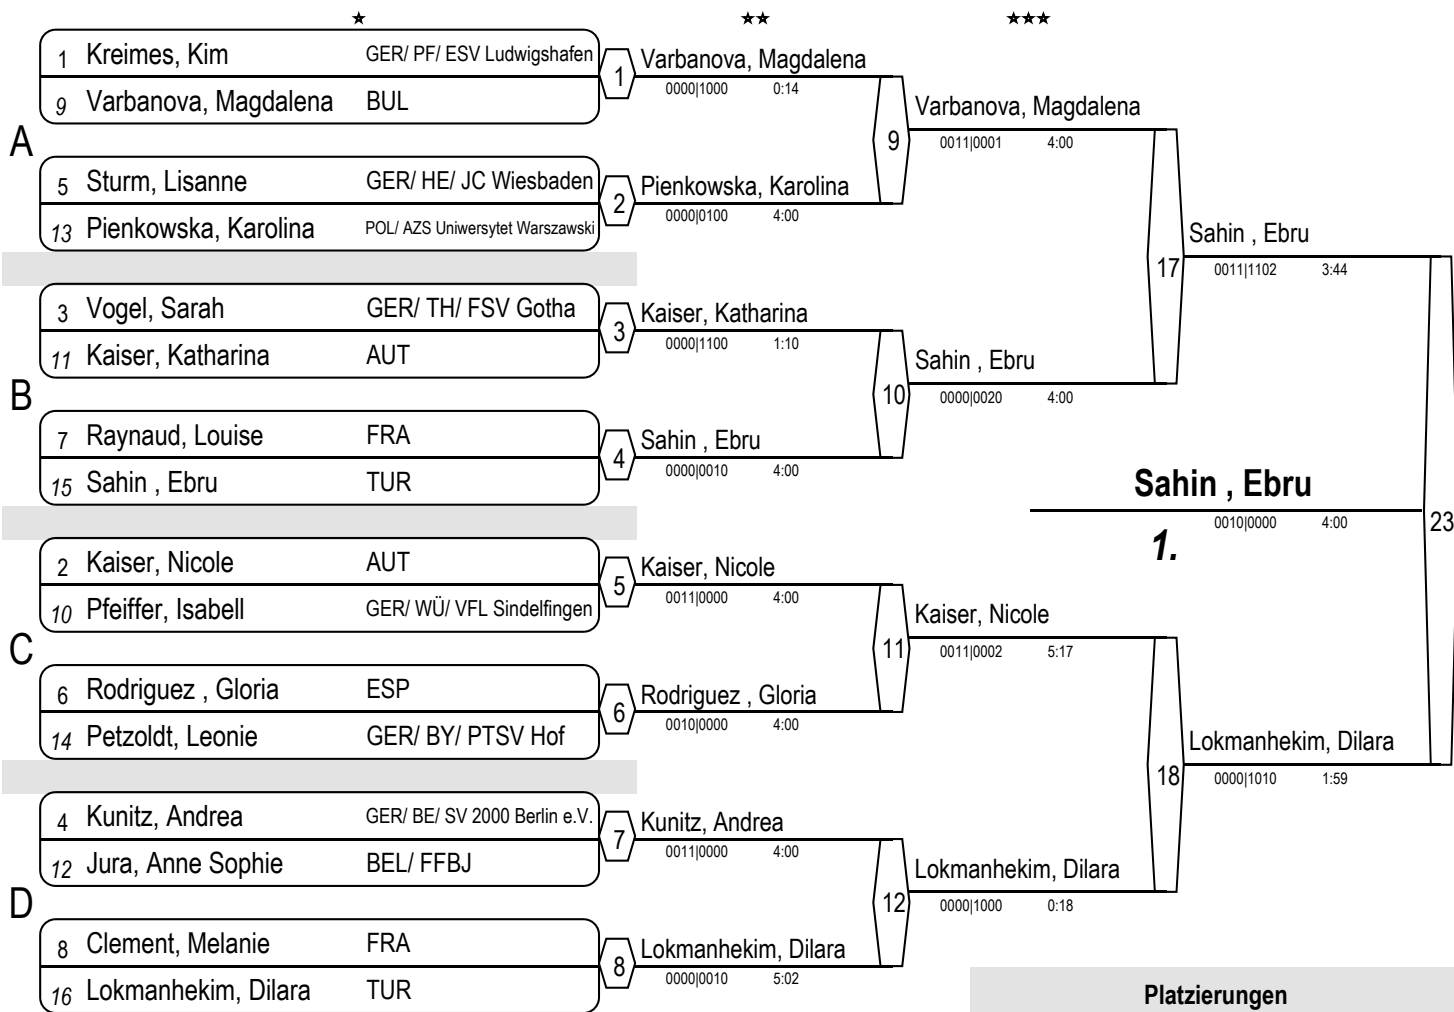 ★ ★★ ★★★
1 Kreimes, Kim GER/ PF/ ESV Ludwigshafen
9 Varbanova, Magdalena BUL
1 Varbanova, Magdalena
0000|1000 0:14
A
5 Sturm, Lisanne GER/ HE/ JC Wiesbaden
13 Pienkowska, Karolina POL/ AZS Uniwersytet Warszawski
2 Pienkowska, Karolina
0000|0100 4:00
9 Varbanova, Magdalena
0011|0001 4:00
3 Vogel, Sarah GER/ TH/ FSV Gotha
11 Kaiser, Katharina AUT
3 Kaiser, Katharina
0000|1100 1:10
B
7 Raynaud, Louise FRA
15 Sahin , Ebru TUR
4 Sahin , Ebru
0000|0010 4:00
10 Sahin , Ebru
0000|0020 4:00
17 Sahin , Ebru
0011|1102 3:44
2 Kaiser, Nicole AUT
10 Pfeiffer, Isabell GER/ WÜ/ VFL Sindelfingen
5 Kaiser, Nicole
0011|0000 4:00
C
6 Rodriguez , Gloria ESP
14 Petzoldt, Leonie GER/ BY/ PTSV Hof
6 Rodriguez , Gloria
0010|0000 4:00
11 Kaiser, Nicole
0011|0002 5:17
4 Kunitz, Andrea GER/ BE/ SV 2000 Berlin e.V.
12 Jura, Anne Sophie BEL/ FFBJ
7 Kunitz, Andrea
0011|0000 4:00
D
8 Clement, Melanie FRA
16 Lokmanhekim, Dilara TUR
8 Lokmanhekim, Dilara
0000|0010 5:02
12 Lokmanhekim, Dilara
0000|1000 0:18
18 Lokmanhekim, Dilara
0000|1010 1:59
Sahin , Ebru
23
0010|0000 4:00
1.
Platzierungen